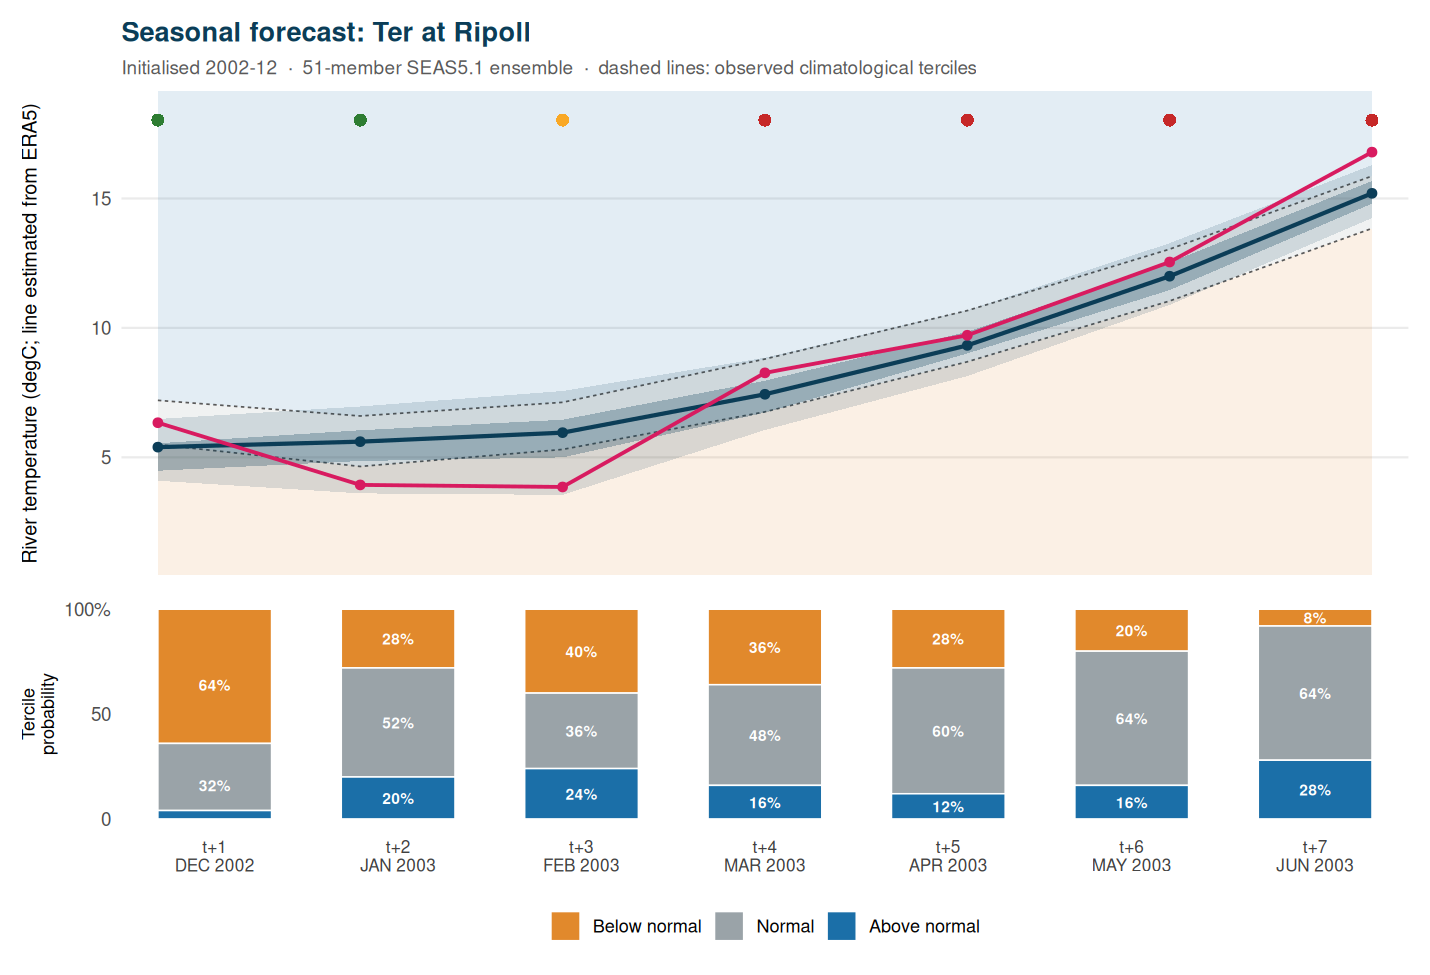 Seasonal forecast: Ter at Ripoll
Initialised 2002-12 · 51-member SEAS5.1 ensemble · dashed lines: observed climatological terciles
River temperature (degC; line estimated from ERA5)
15
10
5
Tercile
probability
100%
50
0
64%
32%
28%
52%
20%
40%
36%
24%
36%
48%
16%
28%
60%
12%
20%
64%
16%
8%
64%
28%
t+1
DEC 2002
t+2
JAN 2003
t+3
FEB 2003
t+4
MAR 2003
t+5
APR 2003
t+6
MAY 2003
t+7
JUN 2003
Below normal
Normal
Above normal